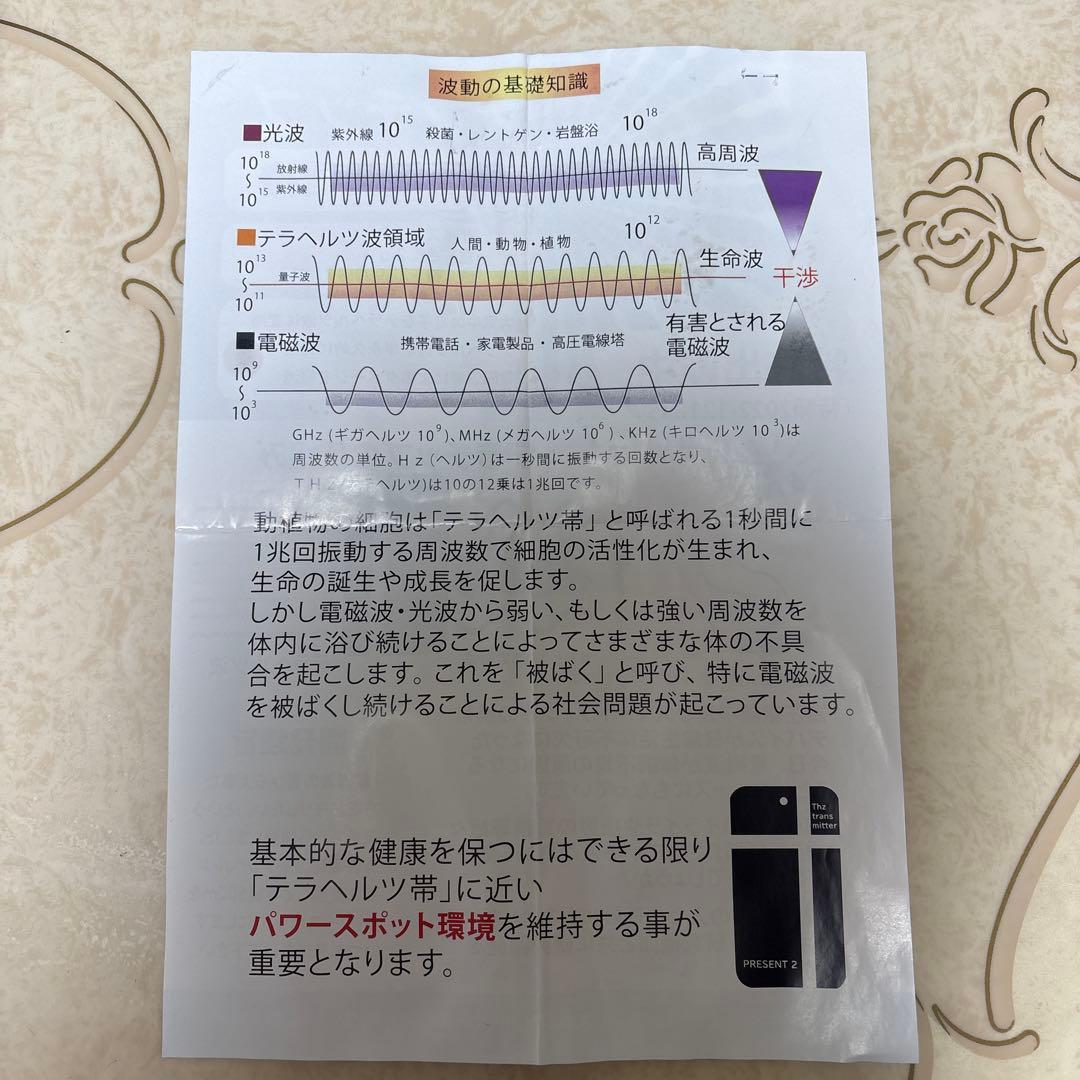 波動の基礎知識
■光波 紫外線 10¹⁵ 殺菌・レントゲン・岩盤浴 10¹⁸
高周波
10¹⁸ 放射線
〜
10¹⁵ 紫外線
■テラヘルツ波領域 人間・動物・植物 10¹²
生命波
干渉
10¹³ 量子波
〜
10¹¹
有害とされる
電磁波
■電磁波 携帯電話・家電製品・高圧電線塔
10⁹
〜
10³
GHz (ギガヘルツ 10⁹)、MHz (メガヘルツ 10⁶)、KHz (キロヘルツ 10³)は
周波数の単位。Hz(ヘルツ)は一秒間に振動する回数となり、
THz(テラヘルツ)は10の12乗は1兆回です。
動植物の細胞は「テラヘルツ帯」と呼ばれる1秒間に
1兆回振動する周波数で細胞の活性化が生まれ、
生命の誕生や成長を促します。
しかし電磁波・光波から弱い、もしくは強い周波数を
体内に浴び続けることによってさまざまな体の不具
合を起こします。これを「被ばく」と呼び、特に電磁波
を被ばくし続けることによる社会問題が起こっています。
Thz
trans
mitter
PRESENT 2
基本的な健康を保つにはできる限り
「テラヘルツ帯」に近い
パワースポット環境を維持する事が
重要となります。